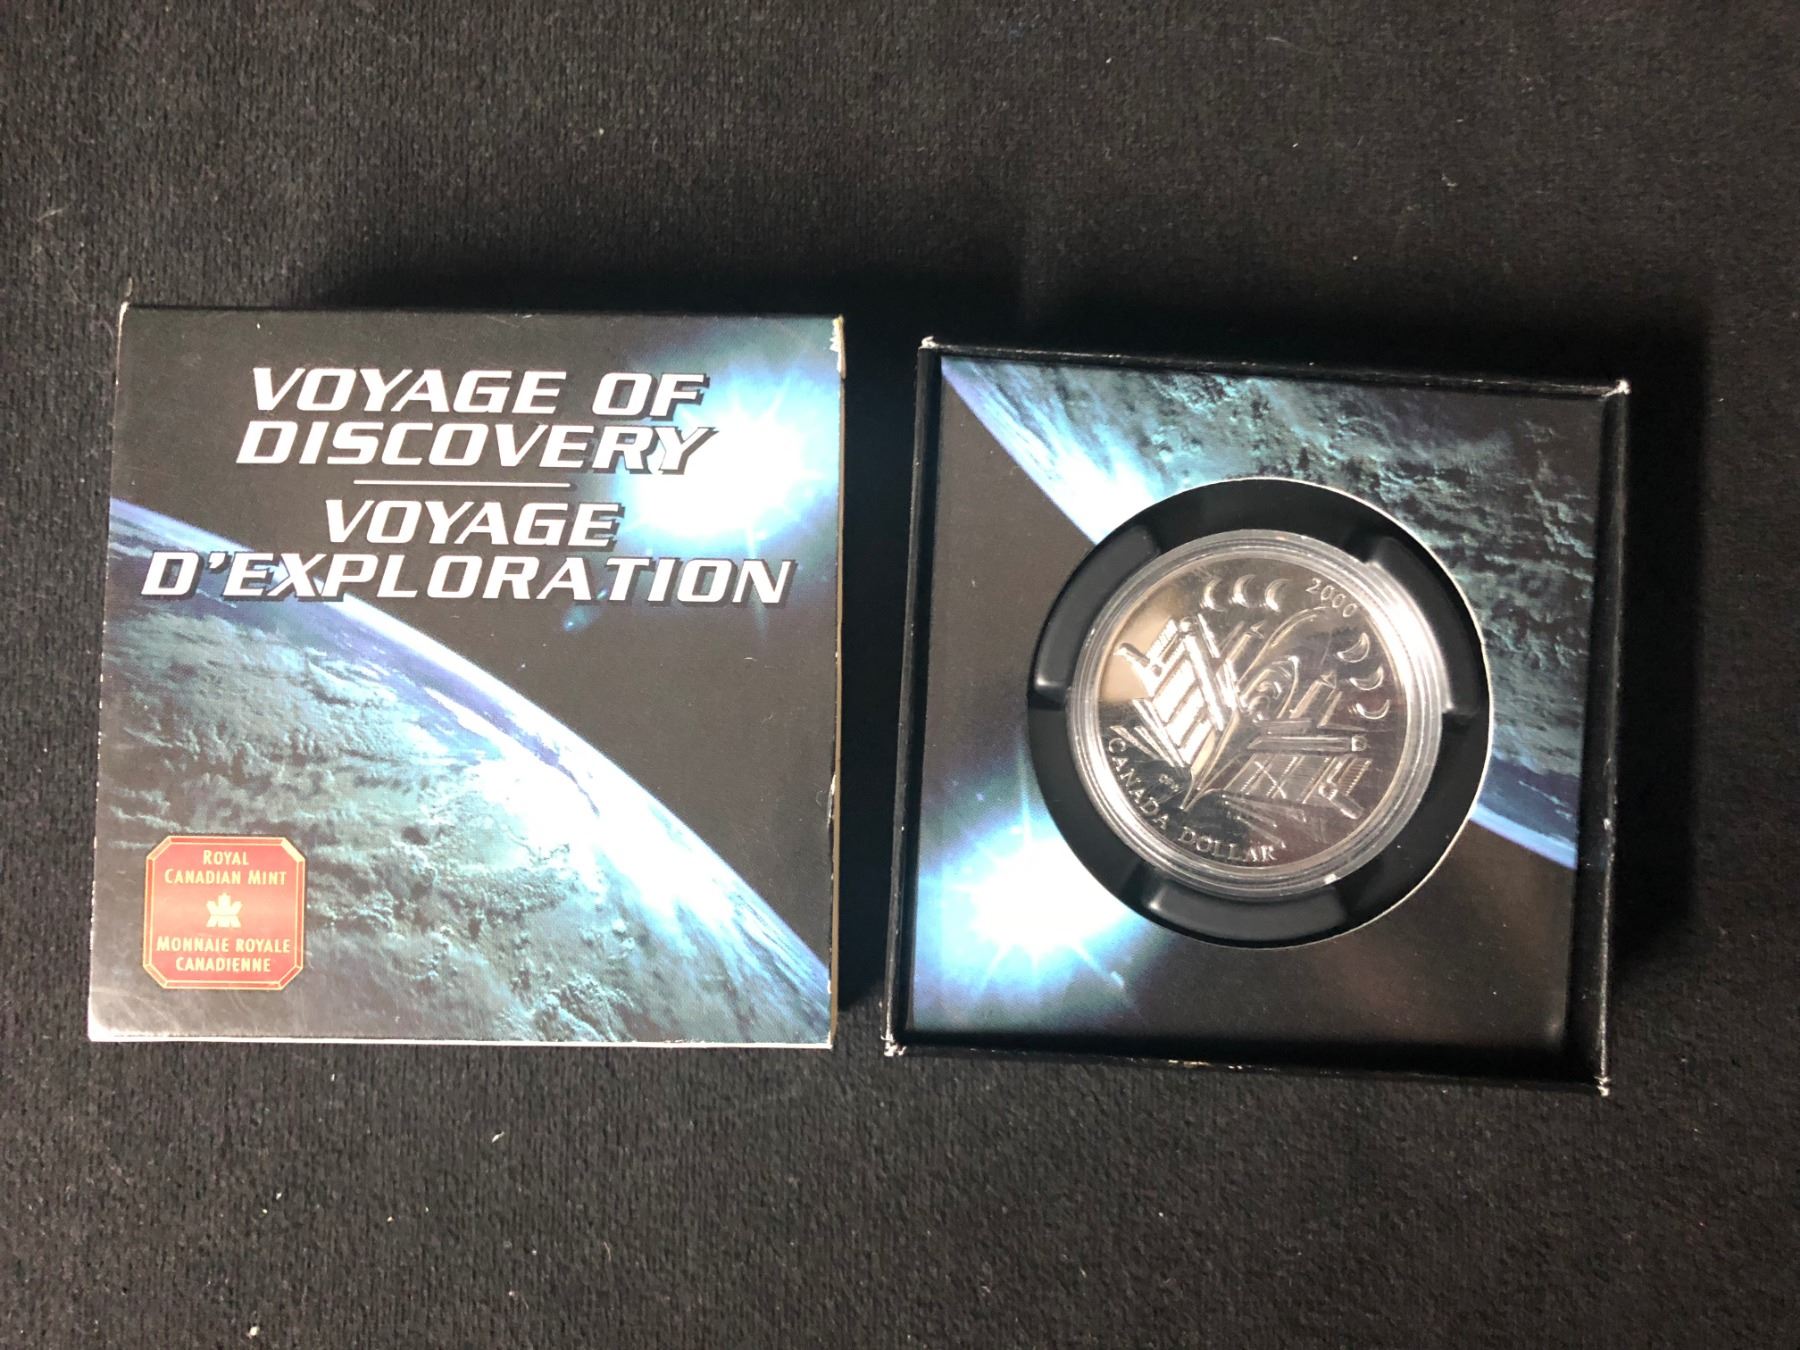 VOYAGE OF
DISCOVERY
VOYAGE
D'EXPLORATION
ROYAL
CANADIAN MINT
MONNAIE ROYALE
CANADIENNE
2000
CANADA DOLLAR